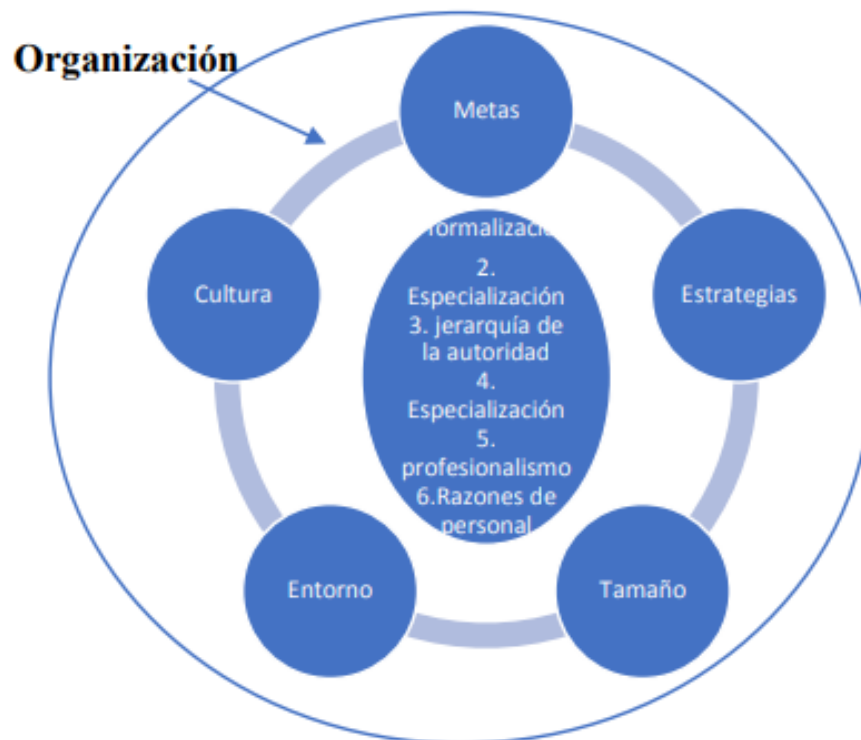 Organización
Metas
Cultura
Estrategias
2.
Especialización
3. jerarquía de
la autoridad
4.
Especialización
5.
profesionalismo
6.Razones de
personal
Entorno
Tamaño